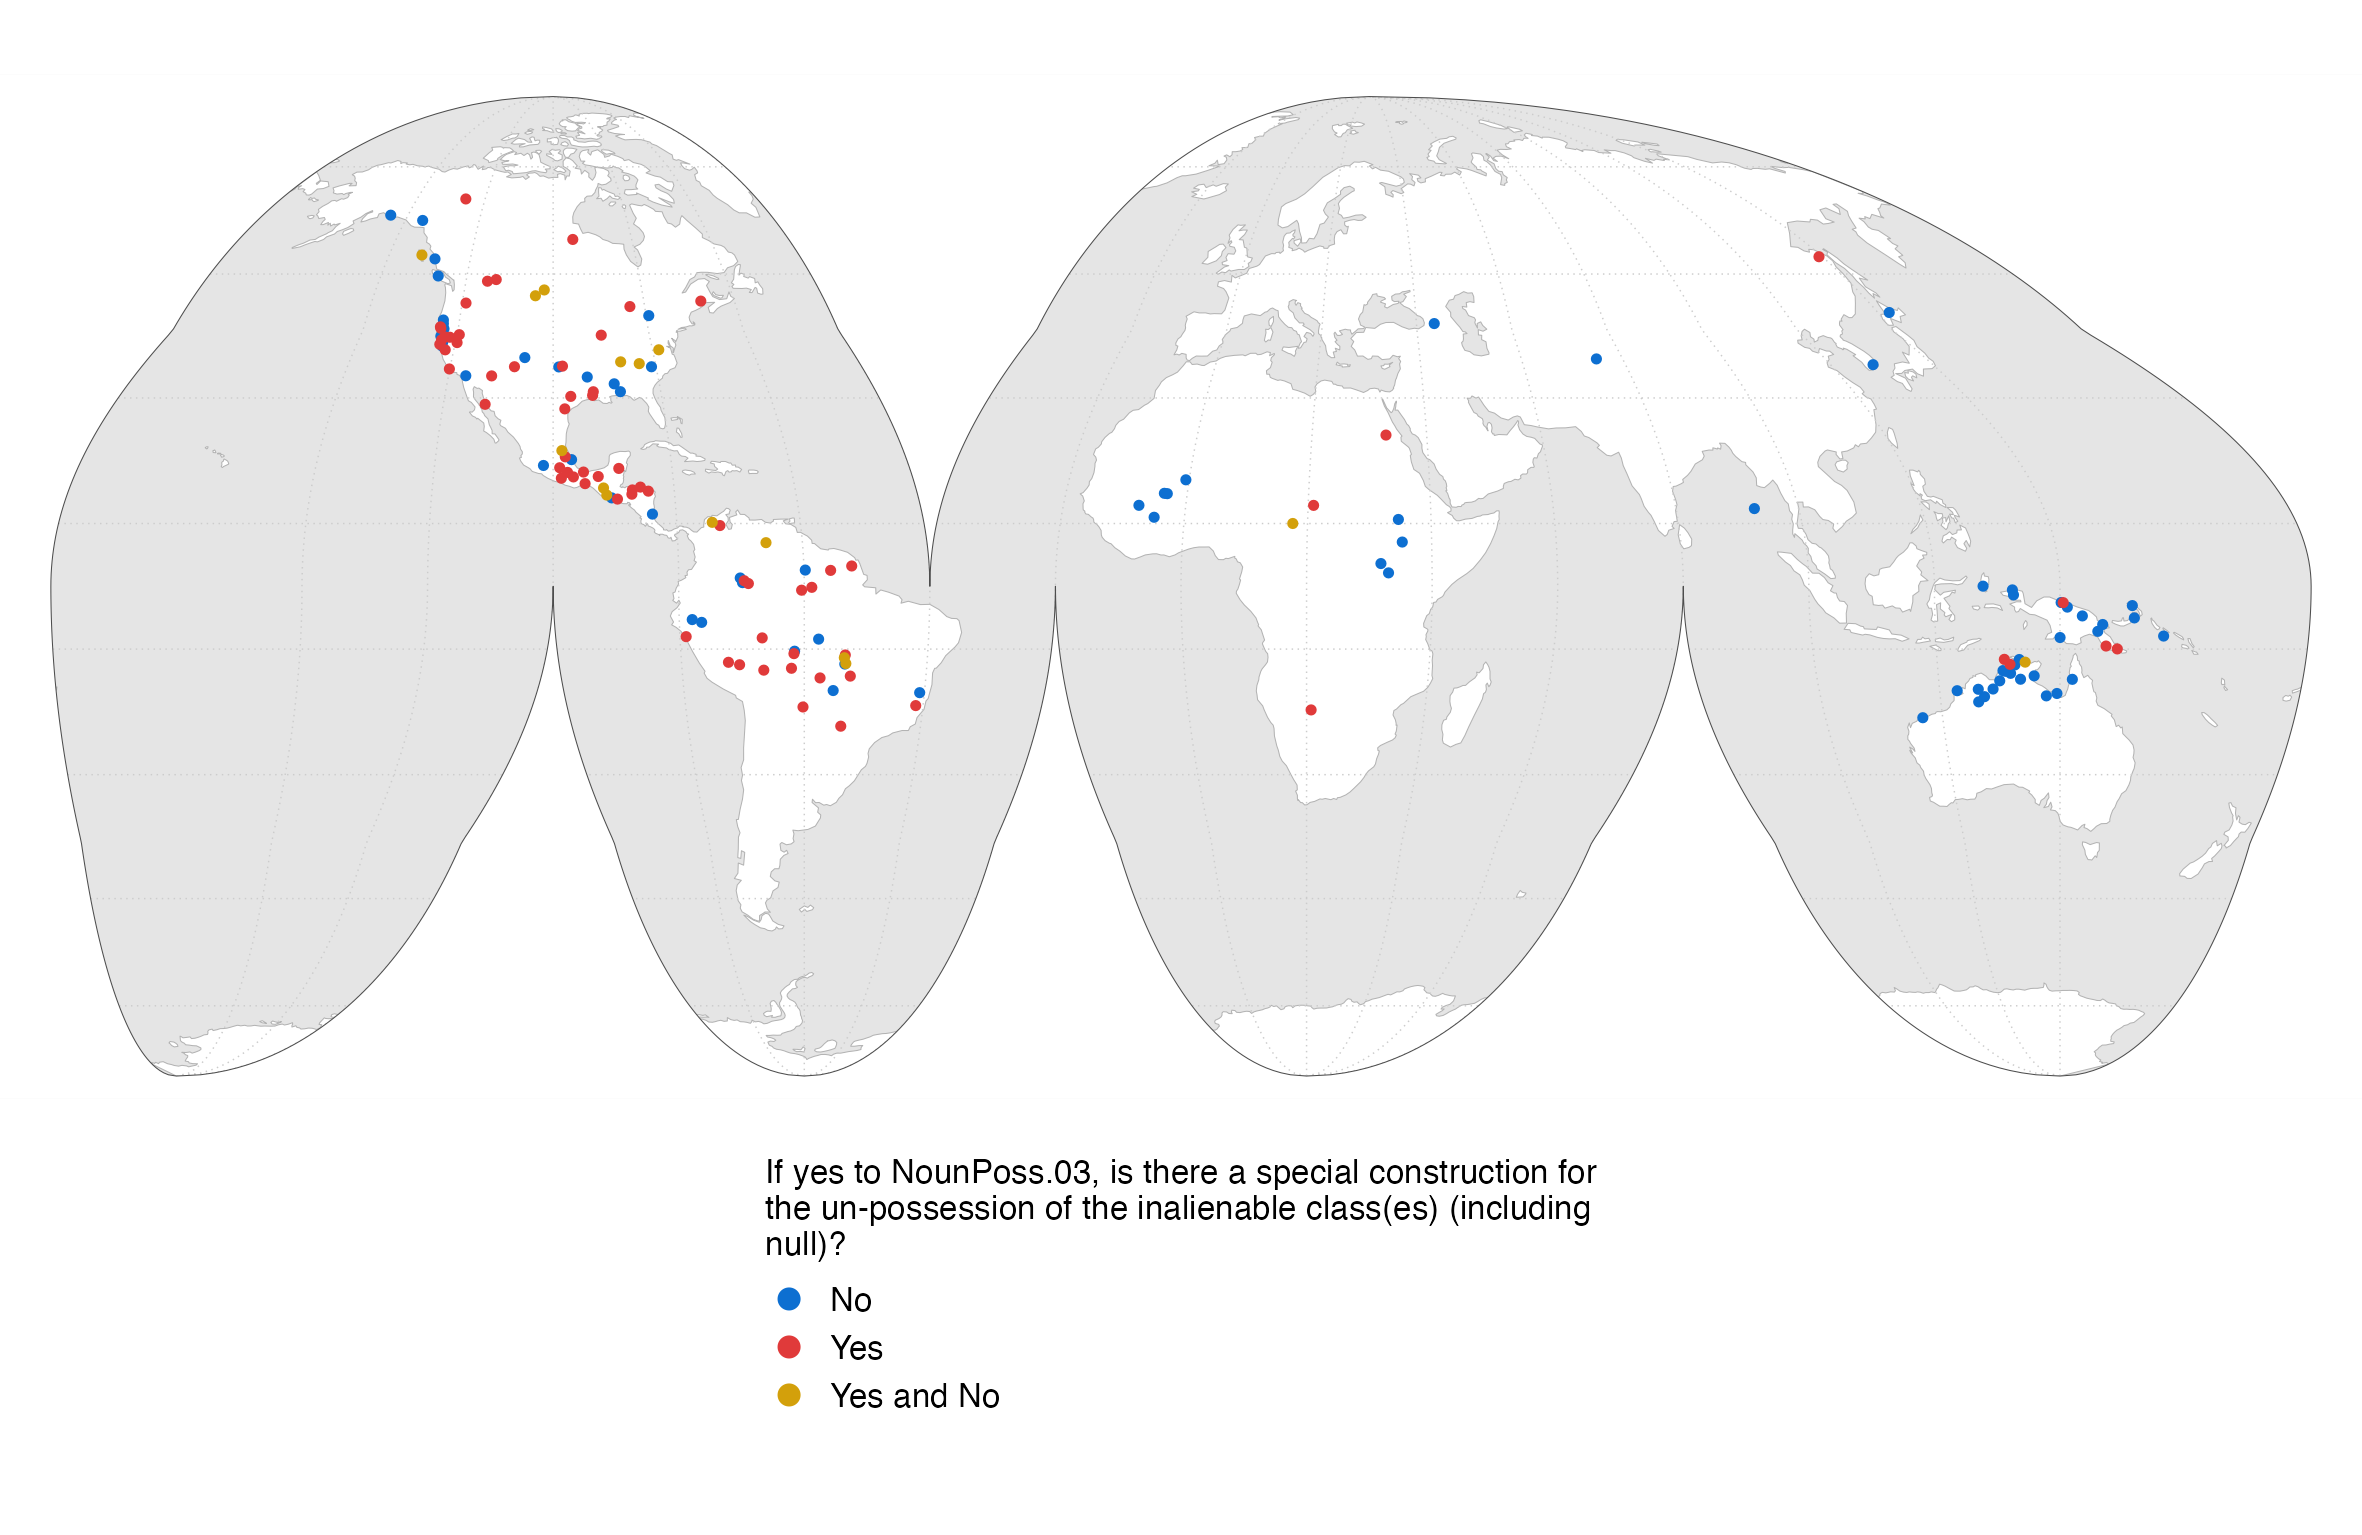 If yes to NounPoss.03, is there a special construction for
the un-possession of the inalienable class(es) (including
null)?
No
Yes
Yes and No